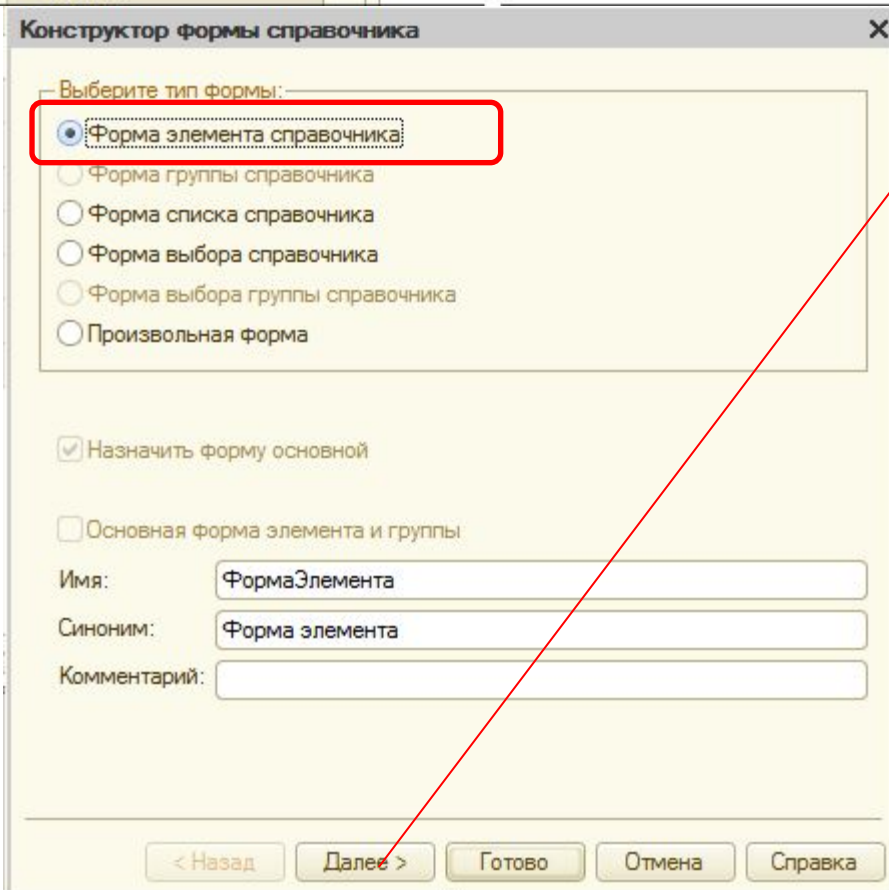 Конструктор формы справочника
Выберите тип формы:
Форма элемента справочника
Форма группы справочника
Форма списка справочника
Форма выбора справочника
Форма выбора группы справочника
Произвольная форма
Назначить форму основной
Основная форма элемента и группы
Имя: ФормаЭлемента
Синоним: Форма элемента
Комментарий:
< Назад Далее > Готово Отмена Справка